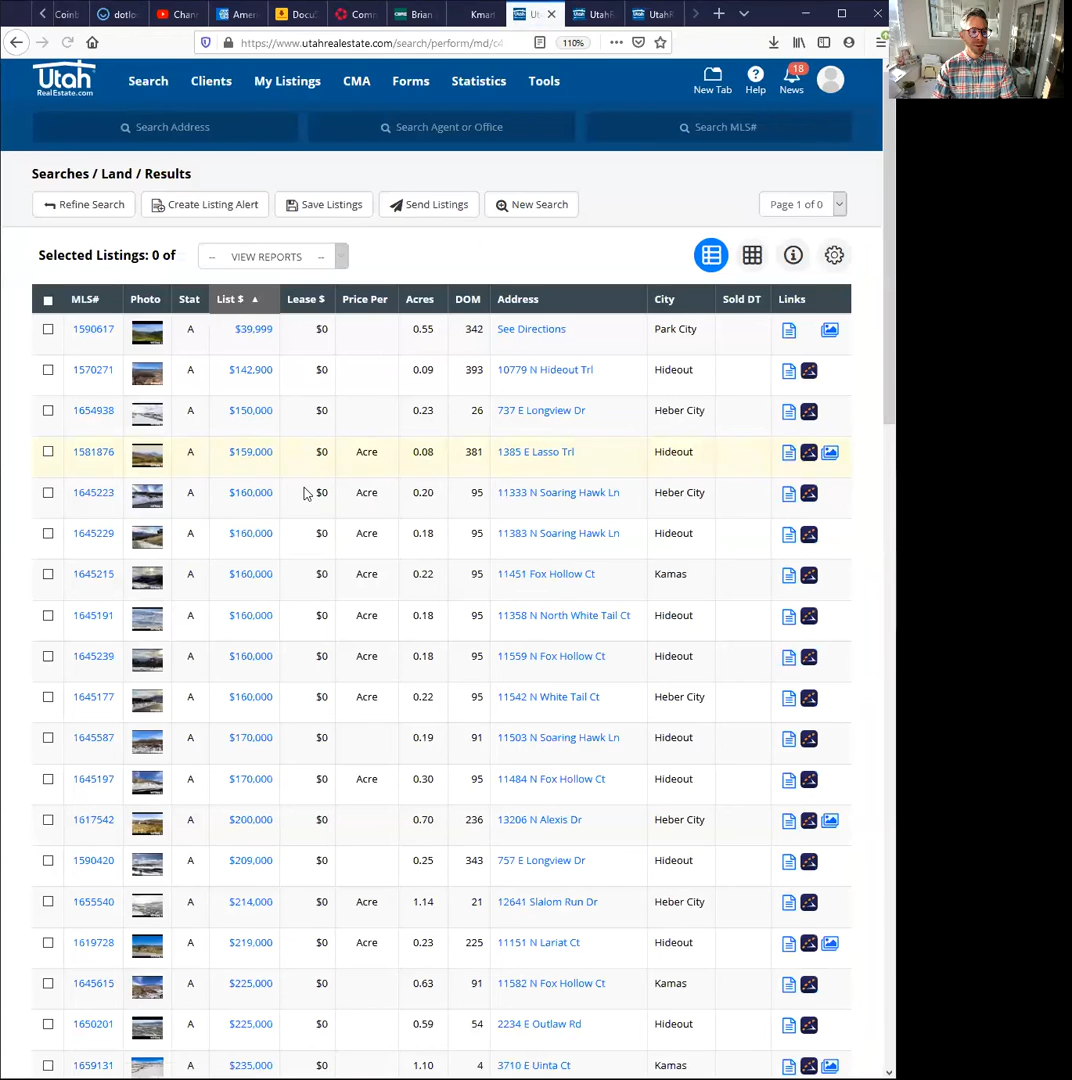 Coinb
dotlo
Chann
Amer
DocuS
Comn
CBRE Brian
Kmart
Ut
UtahR
UtahR
https://www.utahrealestate.com/search/perform/md/c4
110%
Utah
RealEstate.com
Search Clients My Listings CMA Forms Statistics Tools
New Tab Help News 18
Search Address Search Agent or Office Search MLS#
Searches / Land / Results
Refine Search Create Listing Alert Save Listings Send Listings New Search Page 1 of 0
Selected Listings: 0 of -- VIEW REPORTS --
MLS# Photo Stat List $ ▲ Lease $ Price Per Acres DOM Address City Sold DT Links
1590617 A $39,999 $0 0.55 342 See Directions Park City
1570271 A $142,900 $0 0.09 393 10779 N Hideout Trl Hideout
1654938 A $150,000 $0 0.23 26 737 E Longview Dr Heber City
1581876 A $159,000 $0 Acre 0.08 381 1385 E Lasso Trl Hideout
1645223 A $160,000 $0 Acre 0.20 95 11333 N Soaring Hawk Ln Heber City
1645229 A $160,000 $0 Acre 0.18 95 11383 N Soaring Hawk Ln Hideout
1645215 A $160,000 $0 Acre 0.22 95 11451 Fox Hollow Ct Kamas
1645191 A $160,000 $0 Acre 0.18 95 11358 N North White Tail Ct Hideout
1645239 A $160,000 $0 Acre 0.18 95 11559 N Fox Hollow Ct Hideout
1645177 A $160,000 $0 Acre 0.22 95 11542 N White Tail Ct Heber City
1645587 A $170,000 $0 0.19 91 11503 N Soaring Hawk Ln Hideout
1645197 A $170,000 $0 Acre 0.30 95 11484 N Fox Hollow Ct Hideout
1617542 A $200,000 $0 0.70 236 13206 N Alexis Dr Heber City
1590420 A $209,000 $0 0.25 343 757 E Longview Dr Hideout
1655540 A $214,000 $0 Acre 1.14 21 12641 Slalom Run Dr Heber City
1619728 A $219,000 $0 Acre 0.23 225 11151 N Lariat Ct Hideout
1645615 A $225,000 $0 0.63 91 11582 N Fox Hollow Ct Kamas
1650201 A $225,000 $0 0.59 54 2234 E Outlaw Rd Hideout
1659131 A $235,000 $0 1.10 4 3710 E Uinta Ct Kamas